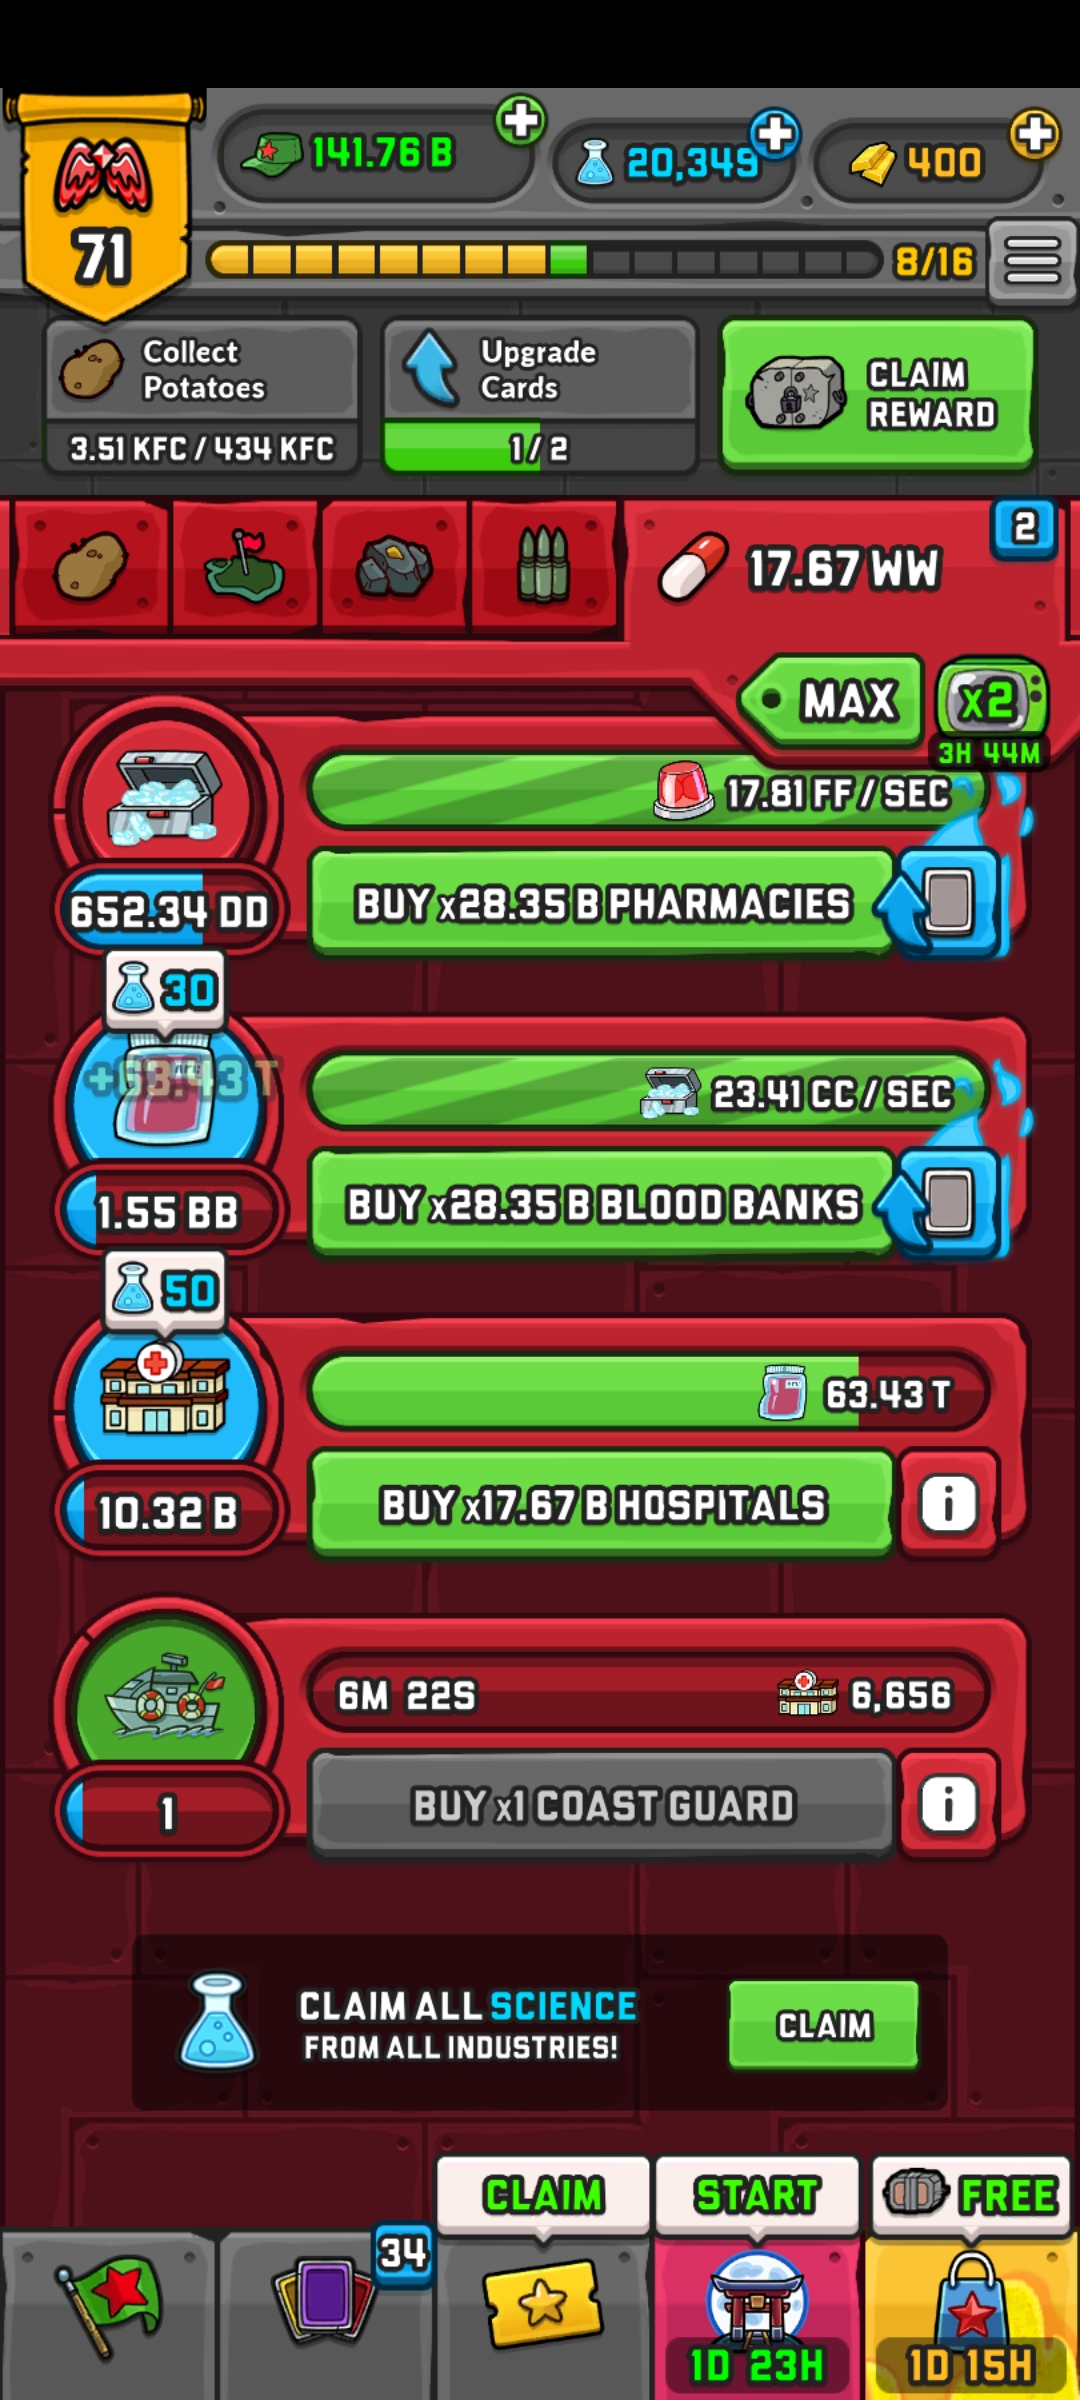 141.76 B
20,349
400
71
8/16
Collect
Potatoes
3.51 KFC / 434 KFC
Upgrade
Cards
1 / 2
CLAIM
REWARD
17.67 WW
2
MAX
x2
3H 44M
17.81 FF / SEC
652.34 DD
BUY x28.35 B PHARMACIES
30
+63.43 T
23.41 CC / SEC
1.55 BB
BUY x28.35 B BLOOD BANKS
50
63.43 T
10.32 B
BUY x17.67 B HOSPITALS
i
6M 22S
6,656
1
BUY x1 COAST GUARD
i
CLAIM ALL SCIENCE
FROM ALL INDUSTRIES!
CLAIM
CLAIM
START
FREE
34
1D 23H
1D 15H